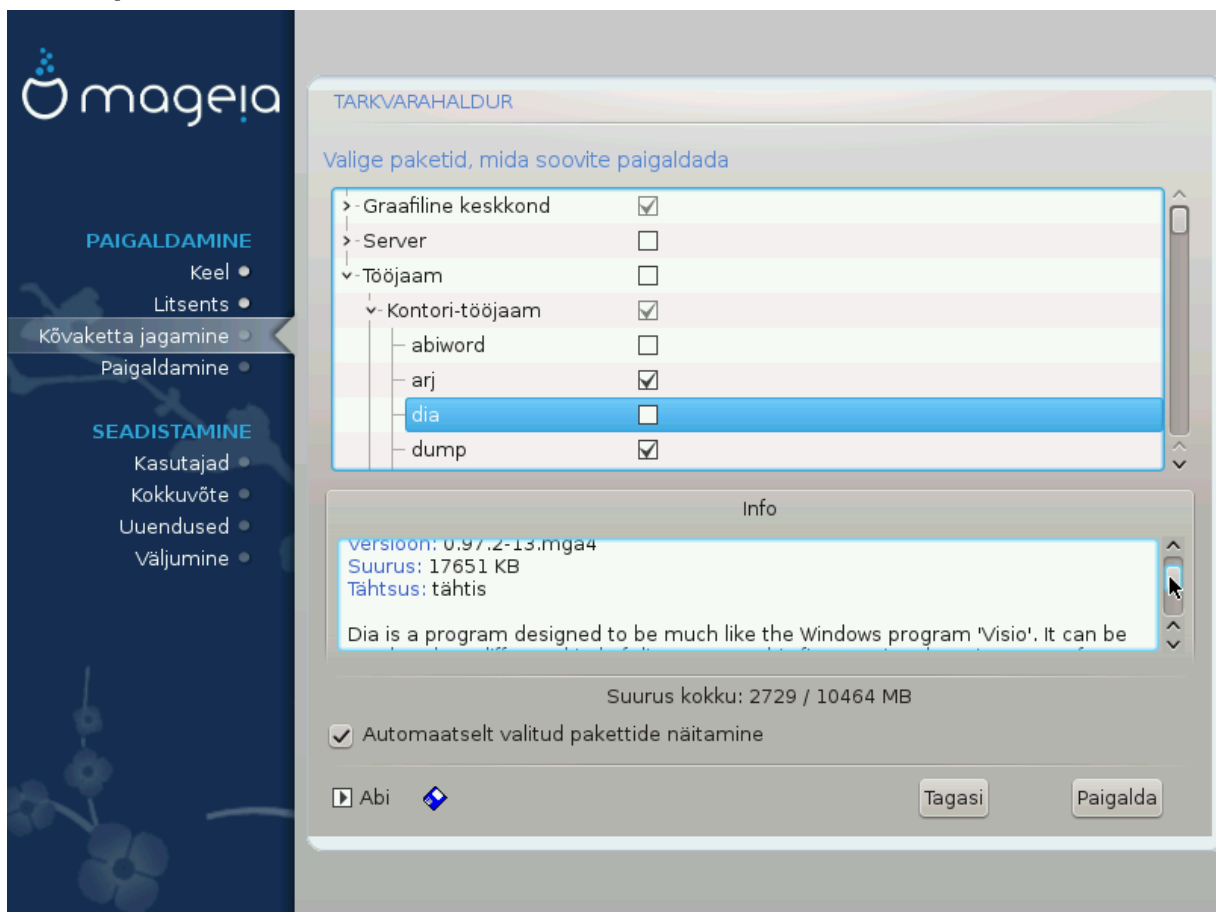 mageia
PAIGALDAMINE
Keel
Litsents
Kõvaketta jagamine
Paigaldamine
SEADISTAMINE
Kasutajad
Kokkuvõte
Uuendused
Väljumine
TARKVARAHALDUR
Valige paketid, mida soovite paigaldada
Graafiline keskkond
Server
Tööjaam
Kontori-tööjaam
abiword
arj
dia
dump
Info
Versioon: 0.97.2-13.mga4
Suurus: 17651 KB
Tähtsus: tähtis
Dia is a program designed to be much like the Windows program 'Visio'. It can be
Suurus kokku: 2729 / 10464 MB
Automaatselt valitud pakettide näitamine
Abi
Tagasi
Paigalda